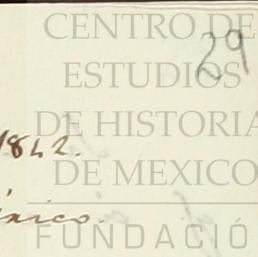 CENTRO DE
29
ESTUDIOS
DE HISTORIA
1842.
DE MEXICO
FUNDACIÓ